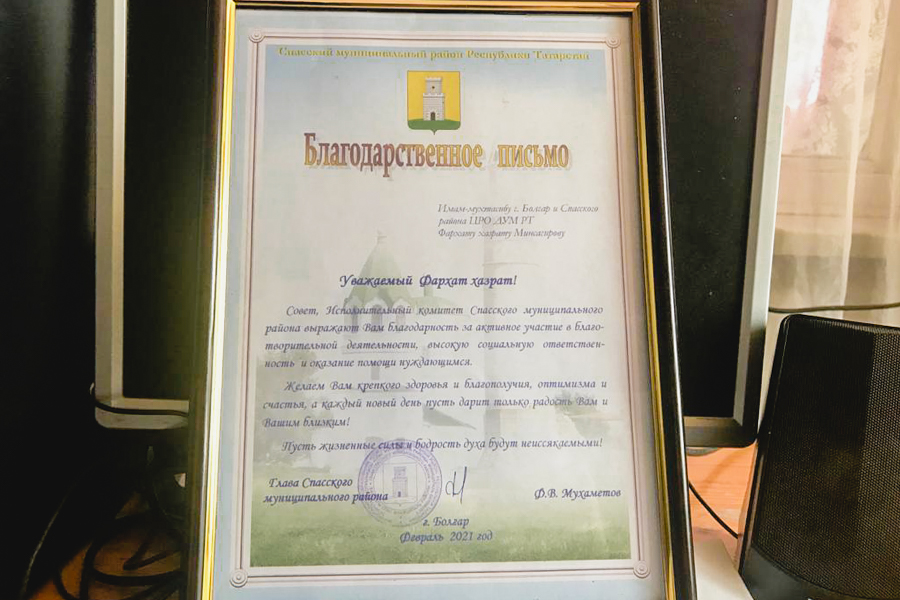 Спасский муниципальный район Республики Татарстан
Благодарственное письмо
Имам-мухтасибу г. Болгар и Спасского
района ЦРО ДУМ РТ
Фархату хазрату Минкагирову
Уважаемый Фархат хазрат!
Совет, Исполнительный комитет Спасского муниципального
района выражают Вам благодарность за активное участие в благо-
творительной деятельности, высокую социальную ответствен-
ность и оказание помощи нуждающимся.
Желаем Вам крепкого здоровья и благополучия, оптимизма и
счастья, а каждый новый день пусть дарит только радость Вам и
Вашим близким!
Пусть жизненные силы и бодрость духа будут неиссякаемыми!
Глава Спасского
муниципального района
Ф.В. Мухаметов
г. Болгар
Февраль 2021 год